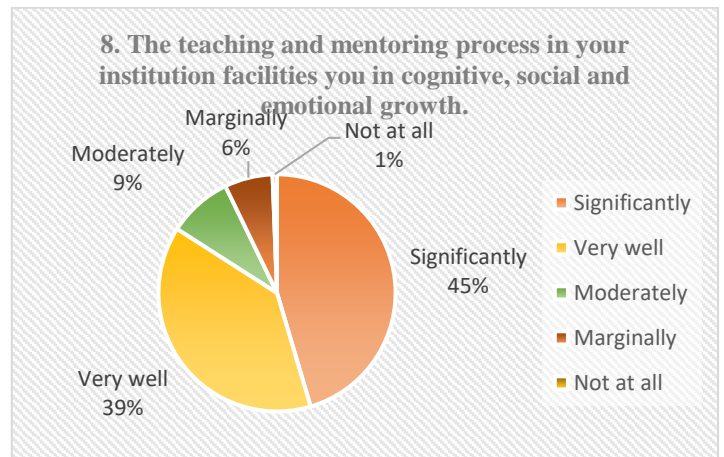 8. The teaching and mentoring process in your
institution facilities you in cognitive, social and
emotional growth.
Marginally
6%
Not at all
1%
Moderately
9%
Significantly
45%
Very well
39%
Significantly
Very well
Moderately
Marginally
Not at all